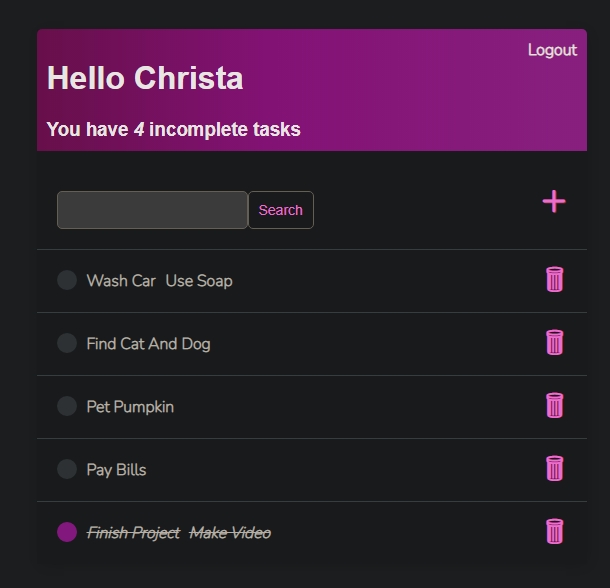 Logout
Hello Christa
You have 4 incomplete tasks
Search
Wash Car Use Soap
Find Cat And Dog
Pet Pumpkin
Pay Bills
Finish Project Make Video